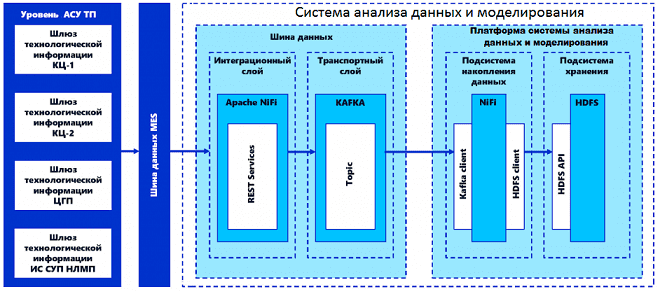 Уровень АСУ ТП
Шлюз
технологической
информации
КЦ-1
Шлюз
технологической
информации
КЦ-2
Шлюз
технологической
информации
ЦГП
Шлюз
технологической
информации
ИС СУП НЛМП
Шина данных MES
Система анализа данных и моделирования
Шина данных
Интеграционный
слой
Apache NiFi
REST Services
Транспортный
слой
KAFKA
Topic
Платформа системы анализа
данных и моделирования
Подсистема
накопления
данных
NiFi
Kafka client
HDFS client
Подсистема
хранения
HDFS
HDFS API